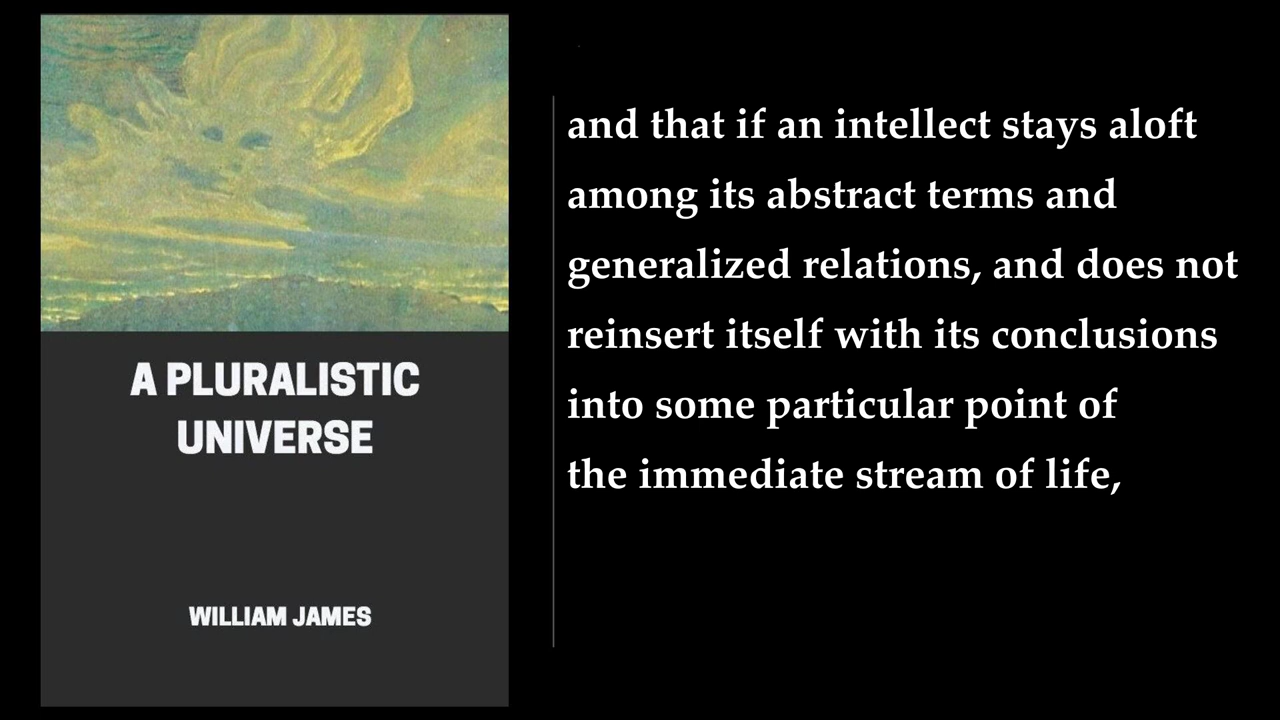 A PLURALISTIC
UNIVERSE
WILLIAM JAMES
and that if an intellect stays aloft
among its abstract terms and
generalized relations, and does not
reinsert itself with its conclusions
into some particular point of
the immediate stream of life,